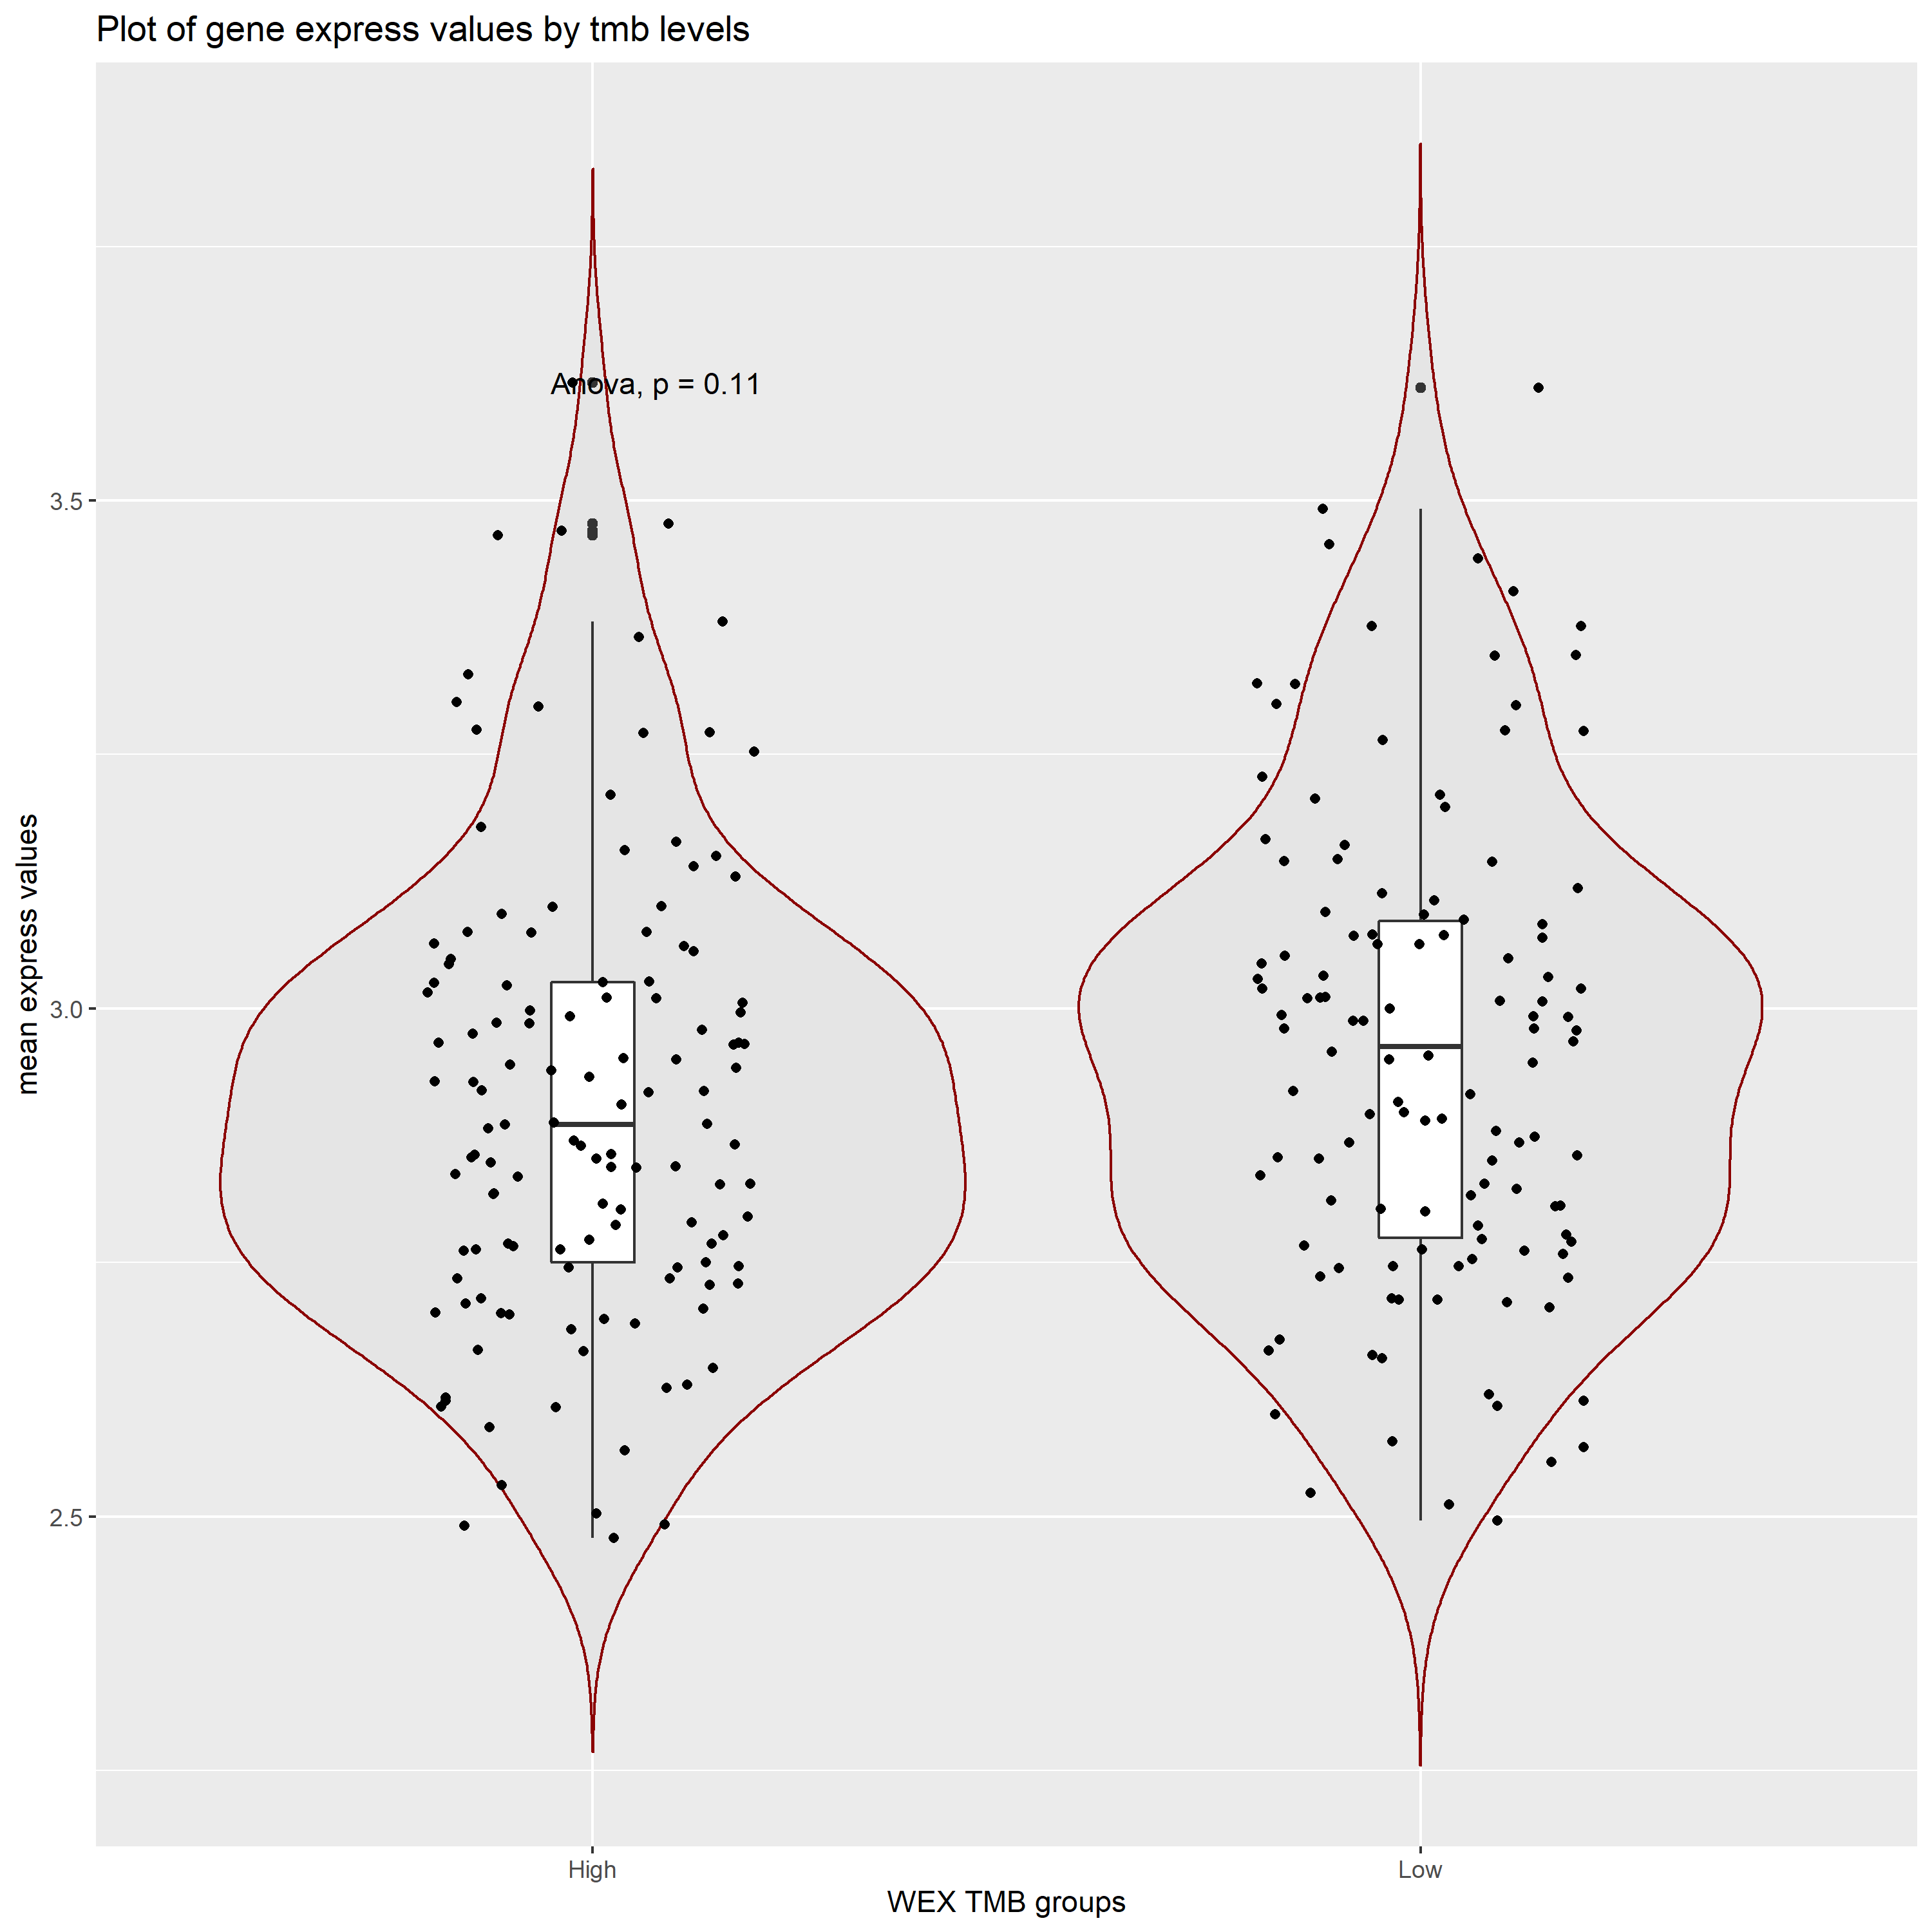 Plot of gene express values by tmb levels
Anova, p = 0.11
3.5
3.0
2.5
mean express values
High
Low
WEX TMB groups